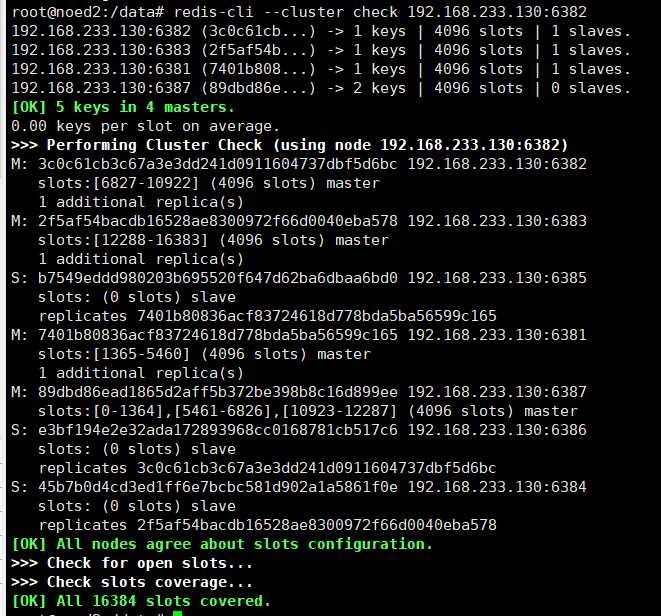 root@noed2:/data# redis-cli --cluster check 192.168.233.130:6382
192.168.233.130:6382 (3c0c61cb...) -> 1 keys | 4096 slots | 1 slaves.
192.168.233.130:6383 (2f5af54b...) -> 1 keys | 4096 slots | 1 slaves.
192.168.233.130:6381 (7401b808...) -> 1 keys | 4096 slots | 1 slaves.
192.168.233.130:6387 (89dbd86e...) -> 2 keys | 4096 slots | 0 slaves.
[OK] 5 keys in 4 masters.
0.00 keys per slot on average.
>>> Performing Cluster Check (using node 192.168.233.130:6382)
M: 3c0c61cb3c67a3e3dd241d0911604737dbf5d6bc 192.168.233.130:6382
   slots:[6827-10922] (4096 slots) master
   1 additional replica(s)
M: 2f5af54bacdb16528ae8300972f66d0040eba578 192.168.233.130:6383
   slots:[12288-16383] (4096 slots) master
   1 additional replica(s)
S: b7549eddd980203b695520f647d62ba6dbaa6bd0 192.168.233.130:6385
   slots: (0 slots) slave
   replicates 7401b80836acf83724618d778bda5ba56599c165
M: 7401b80836acf83724618d778bda5ba56599c165 192.168.233.130:6381
   slots:[1365-5460] (4096 slots) master
   1 additional replica(s)
M: 89dbd86ead1865d2aff5b372be398b8c16d899ee 192.168.233.130:6387
   slots:[0-1364],[5461-6826],[10923-12287] (4096 slots) master
S: e3bf194e2e32ada172893968cc0168781cb517c6 192.168.233.130:6386
   slots: (0 slots) slave
   replicates 3c0c61cb3c67a3e3dd241d0911604737dbf5d6bc
S: 45b7b0d4cd3ed1ff6e7bcbc581d902a1a5861f0e 192.168.233.130:6384
   slots: (0 slots) slave
   replicates 2f5af54bacdb16528ae8300972f66d0040eba578
[OK] All nodes agree about slots configuration.
>>> Check for open slots...
>>> Check slots coverage...
[OK] All 16384 slots covered.